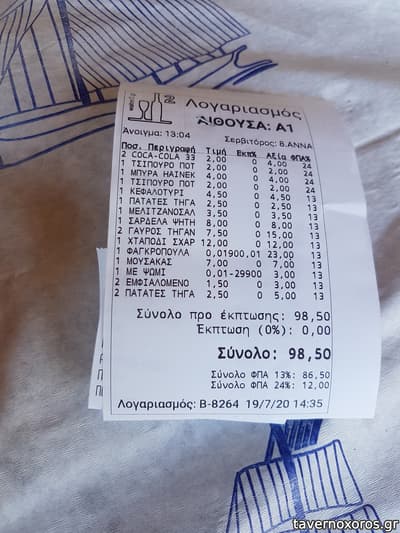 2 Λογαριασμός
ΑΙΘΟΥΣΑ: Α1
Άνοιγμα: 13:04 Σερβιτόρος: Β.ΑΝΝΑ
Ποσ. Περιγραφή Τιμή Εκπ% Αξία ΦΠΑ%
2 COCA-COLA 33 2,00 0 4,00 24
1 ΤΣΙΠΟΥΡΟ ΠΟΤ 2,00 0 2,00 24
1 ΜΠΥΡΑ ΗΑΙΝΕΚ 4,00 0 4,00 24
1 ΤΣΙΠΟΥΡΟ ΠΟΤ 2,00 0 2,00 24
1 ΚΕΦΑΛΟΤΥΡΙ 4,50 0 4,50 13
1 ΠΑΤΑΤΕΣ ΤΗΓΑ 2,50 0 2,50 13
1 ΜΕΛΙΤΖΑΝΟΣΑΛ 3,50 0 3,50 13
1 ΣΑΡΔΕΛΑ ΨΗΤΗ 8,00 0 8,00 13
2 ΓΑΥΡΟΣ ΤΗΓΑΝ 7,50 0 15,00 13
1 ΧΤΑΠΟΔΙ ΣΧΑΡ 12,00 0 12,00 13
1 ΦΑΓΚΡΟΠΟΥΛΑ 0,01900,01 23,00 13
1 ΜΟΥΣΑΚΑΣ 7,00 0 7,00 13
1 ΜΕ ΨΩΜΙ 0,01-29900 3,00 13
2 ΕΜΦΙΑΛΟΜΕΝΟ 1,50 0 3,00 13
2 ΠΑΤΑΤΕΣ ΤΗΓΑ 2,50 0 5,00 13
Σύνολο προ έκπτωσης: 98,50
Έκπτωση (0%): 0,00
Σύνολο: 98,50
Σύνολο ΦΠΑ 13%: 86,50
Σύνολο ΦΠΑ 24%: 12,00
Λογαριασμός: Β-8264 19/7/20 14:35
tavernoxoros.gr